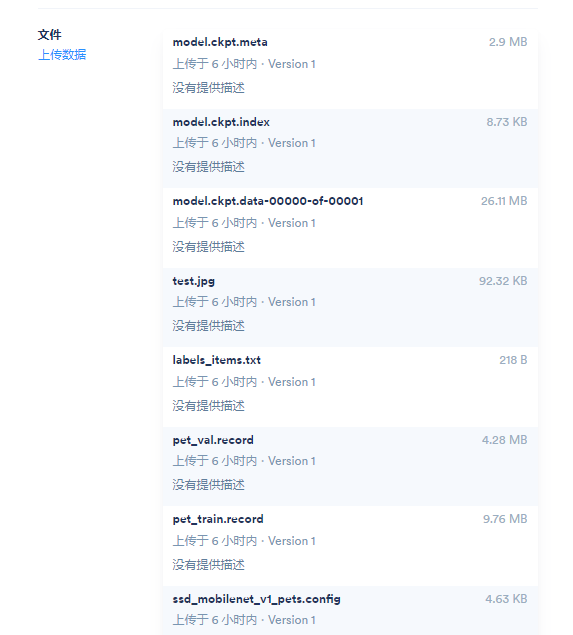 文件
上传数据
model.ckpt.meta 2.9 MB
上传于 6 小时内 · Version 1
没有提供描述
model.ckpt.index 8.73 KB
上传于 6 小时内 · Version 1
没有提供描述
model.ckpt.data-00000-of-00001 26.11 MB
上传于 6 小时内 · Version 1
没有提供描述
test.jpg 92.32 KB
上传于 6 小时内 · Version 1
没有提供描述
labels_items.txt 218 B
上传于 6 小时内 · Version 1
没有提供描述
pet_val.record 4.28 MB
上传于 6 小时内 · Version 1
没有提供描述
pet_train.record 9.76 MB
上传于 6 小时内 · Version 1
没有提供描述
ssd_mobilenet_v1_pets.config 4.63 KB
上传于 6 小时内 · Version 1